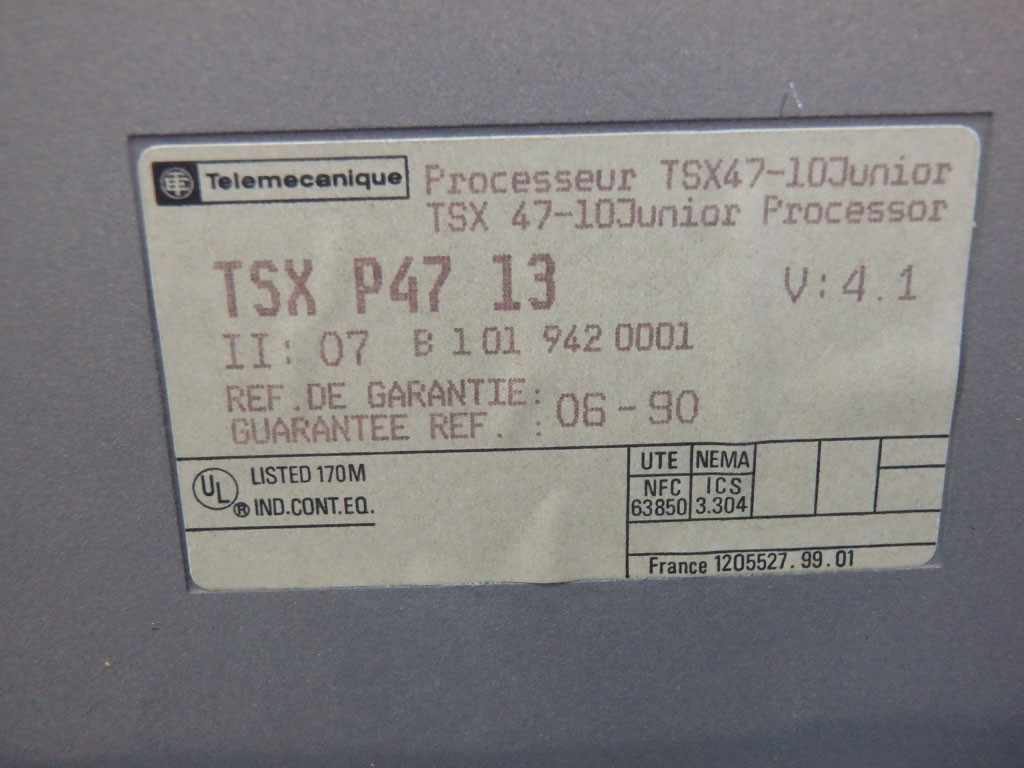 Telemecanique
Processeur TSX47-10Junior
TSX 47-10Junior Processor
TSX P47 13 V: 4.1
II: 07 B 1 01 942 0001
REF.DE GARANTIE:
GUARANTEE REF. : 06-90
UL LISTED 170M
® IND.CONT.EQ.
UTE NEMA
NFC ICS
63850 3.304
France 1205527.99.01